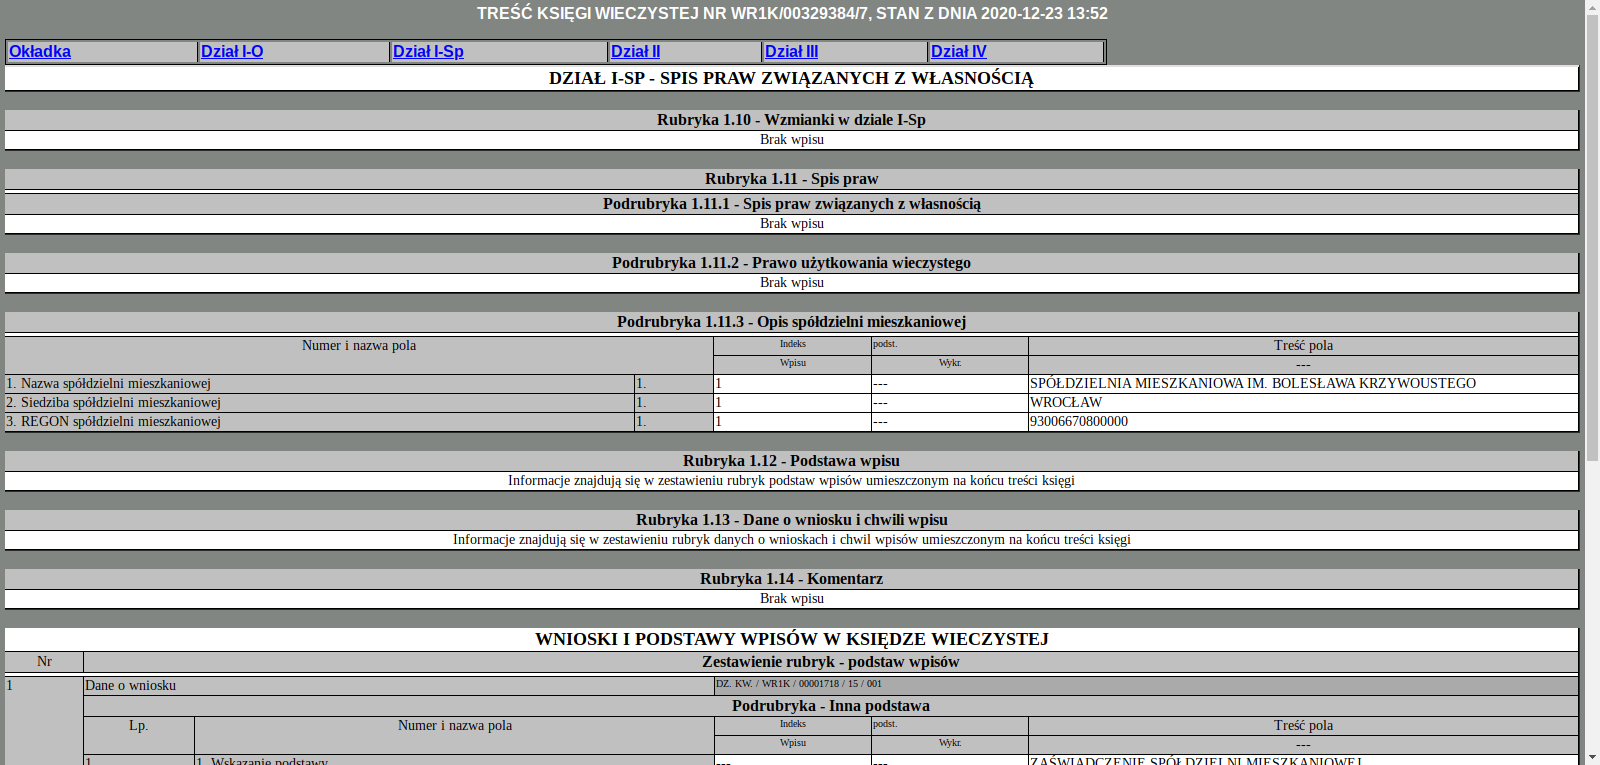 TREŚĆ KSIĘGI WIECZYSTEJ NR WR1K/00329384/7, STAN Z DNIA 2020-12-23 13:52
Okładka Dział I-O Dział I-Sp Dział II Dział III Dział IV
DZIAŁ I-SP - SPIS PRAW ZWIĄZANYCH Z WŁASNOŚCIĄ
Rubryka 1.10 - Wzmianki w dziale I-Sp
Brak wpisu
Rubryka 1.11 - Spis praw
Podrubryka 1.11.1 - Spis praw związanych z własnością
Brak wpisu
Podrubryka 1.11.2 - Prawo użytkowania wieczystego
Brak wpisu
Podrubryka 1.11.3 - Opis spółdzielni mieszkaniowej
Numer i nazwa pola Indeks podst. Treść pola
Wpisu Wykr. ---
1. Nazwa spółdzielni mieszkaniowej 1. 1 --- SPÓŁDZIELNIA MIESZKANIOWA IM. BOLESŁAWA KRZYWOUSTEGO
2. Siedziba spółdzielni mieszkaniowej 1. 1 --- WROCŁAW
3. REGON spółdzielni mieszkaniowej 1. 1 --- 93006670800000
Rubryka 1.12 - Podstawa wpisu
Informacje znajdują się w zestawieniu rubryk podstaw wpisów umieszczonym na końcu treści księgi
Rubryka 1.13 - Dane o wniosku i chwili wpisu
Informacje znajdują się w zestawieniu rubryk danych o wnioskach i chwil wpisów umieszczonym na końcu treści księgi
Rubryka 1.14 - Komentarz
Brak wpisu
WNIOSKI I PODSTAWY WPISÓW W KSIĘDZE WIECZYSTEJ
Nr Zestawienie rubryk - podstaw wpisów
1 Dane o wniosku DZ. KW. / WR1K / 00001718 / 15 / 001
Podrubryka - Inna podstawa
Lp. Numer i nazwa pola Indeks podst. Treść pola
Wpisu Wykr. ---
1 1. Wskazanie podstawy --- --- ZAŚWIADCZENIE SPÓŁDZIELNI MIESZKANIOWEJ